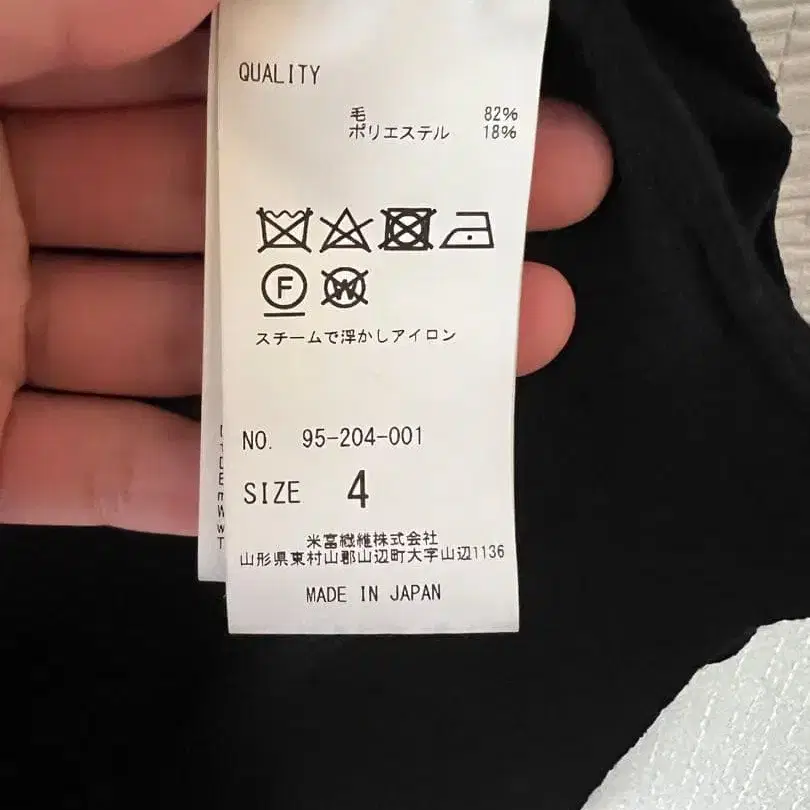 QUALITY
毛 82%
ポリエステル 18%
F W
スチームで浮かしアイロン
NO. 95-204-001
SIZE 4
米富繊維株式会社
山形県東村山郡山辺町大字山辺1136
MADE IN JAPAN